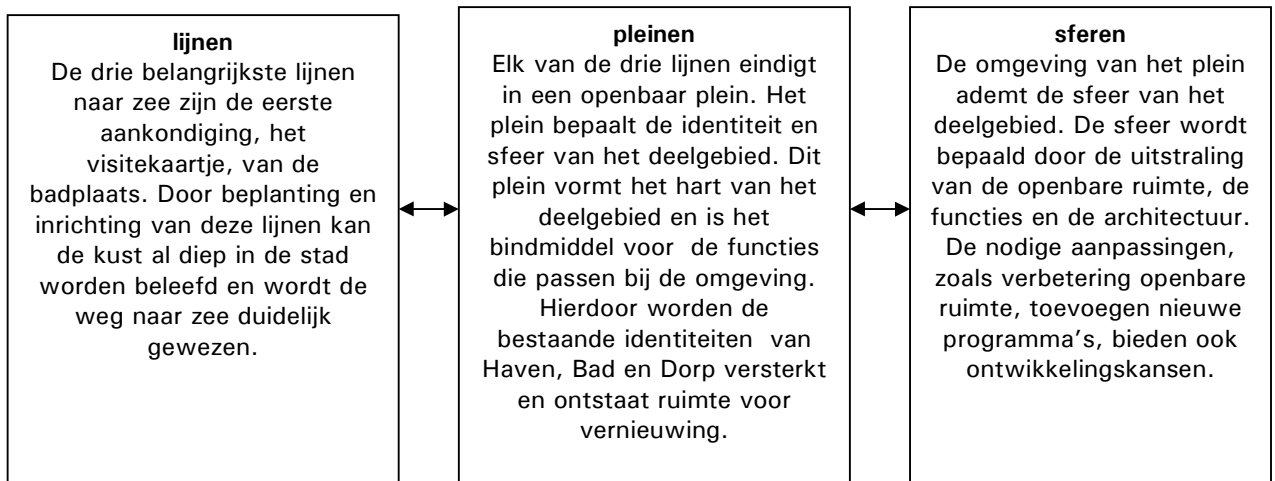 lijnen
De drie belangrijkste lijnen
naar zee zijn de eerste
aankondiging, het
visitekaartje, van de
badplaats. Door beplanting en
inrichting van deze lijnen kan
de kust al diep in de stad
worden beleefd en wordt de
weg naar zee duidelijk
gewezen.
pleinen
Elk van de drie lijnen eindigt
in een openbaar plein. Het
plein bepaalt de identiteit en
sfeer van het deelgebied. Dit
plein vormt het hart van het
deelgebied en is het
bindmiddel voor de functies
die passen bij de omgeving.
Hierdoor worden de
bestaande identiteiten van
Haven, Bad en Dorp versterkt
en ontstaat ruimte voor
vernieuwing.
sferen
De omgeving van het plein
ademt de sfeer van het
deelgebied. De sfeer wordt
bepaald door de uitstraling
van de openbare ruimte, de
functies en de architectuur.
De nodige aanpassingen,
zoals verbetering openbare
ruimte, toevoegen nieuwe
programma's, bieden ook
ontwikkelingskansen.